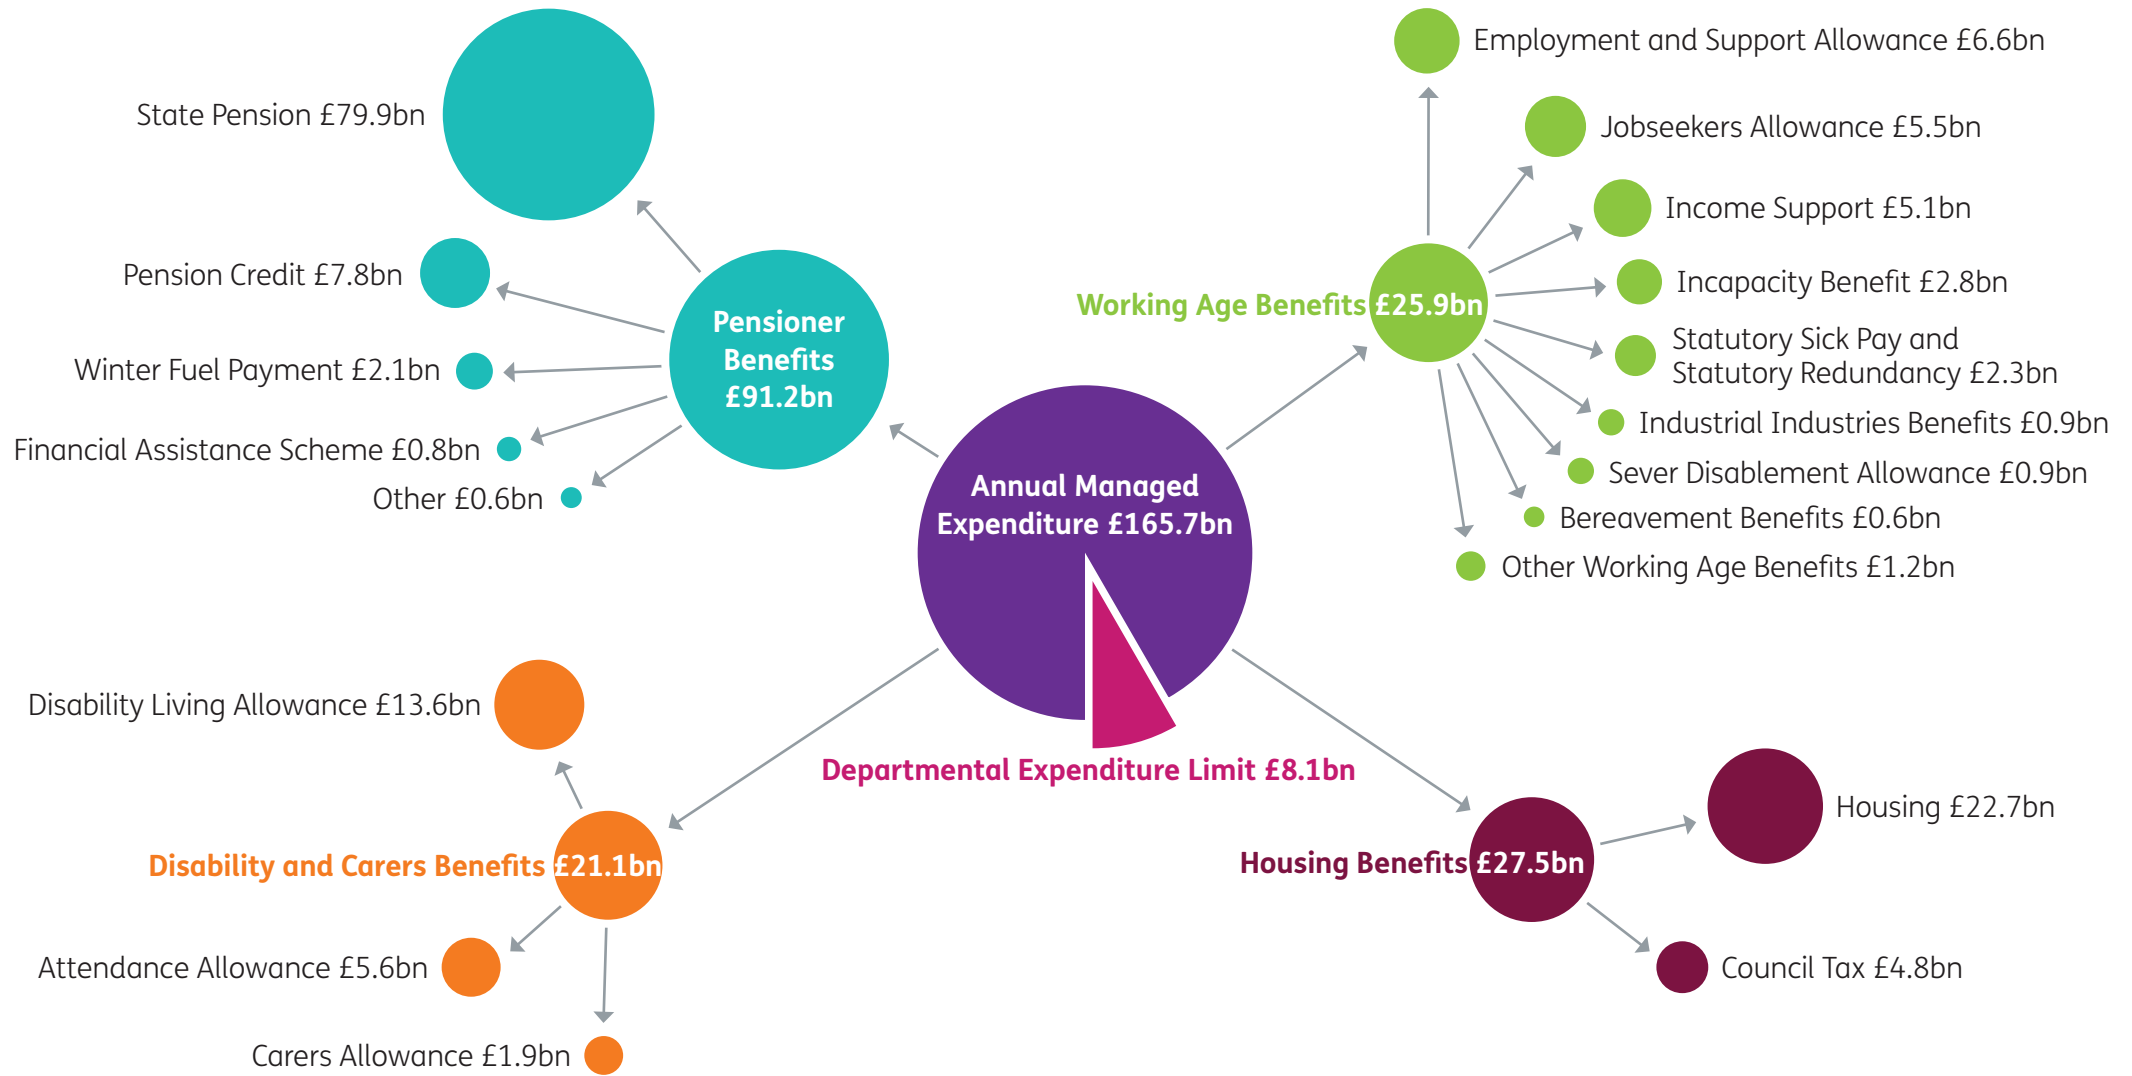 State Pension £79.9bn
Pension Credit £7.8bn
Winter Fuel Payment £2.1bn
Financial Assistance Scheme £0.8bn
Other £0.6bn
Pensioner
Benefits
£91.2bn
Employment and Support Allowance £6.6bn
Jobseekers Allowance £5.5bn
Income Support £5.1bn
Incapacity Benefit £2.8bn
Statutory Sick Pay and
Statutory Redundancy £2.3bn
Industrial Industries Benefits £0.9bn
Sever Disablement Allowance £0.9bn
Bereavement Benefits £0.6bn
Other Working Age Benefits £1.2bn
Working Age Benefits £25.9bn
Annual Managed
Expenditure £165.7bn
Departmental Expenditure Limit £8.1bn
Disability Living Allowance £13.6bn
Disability and Carers Benefits £21.1bn
Attendance Allowance £5.6bn
Carers Allowance £1.9bn
Housing Benefits £27.5bn
Housing £22.7bn
Council Tax £4.8bn